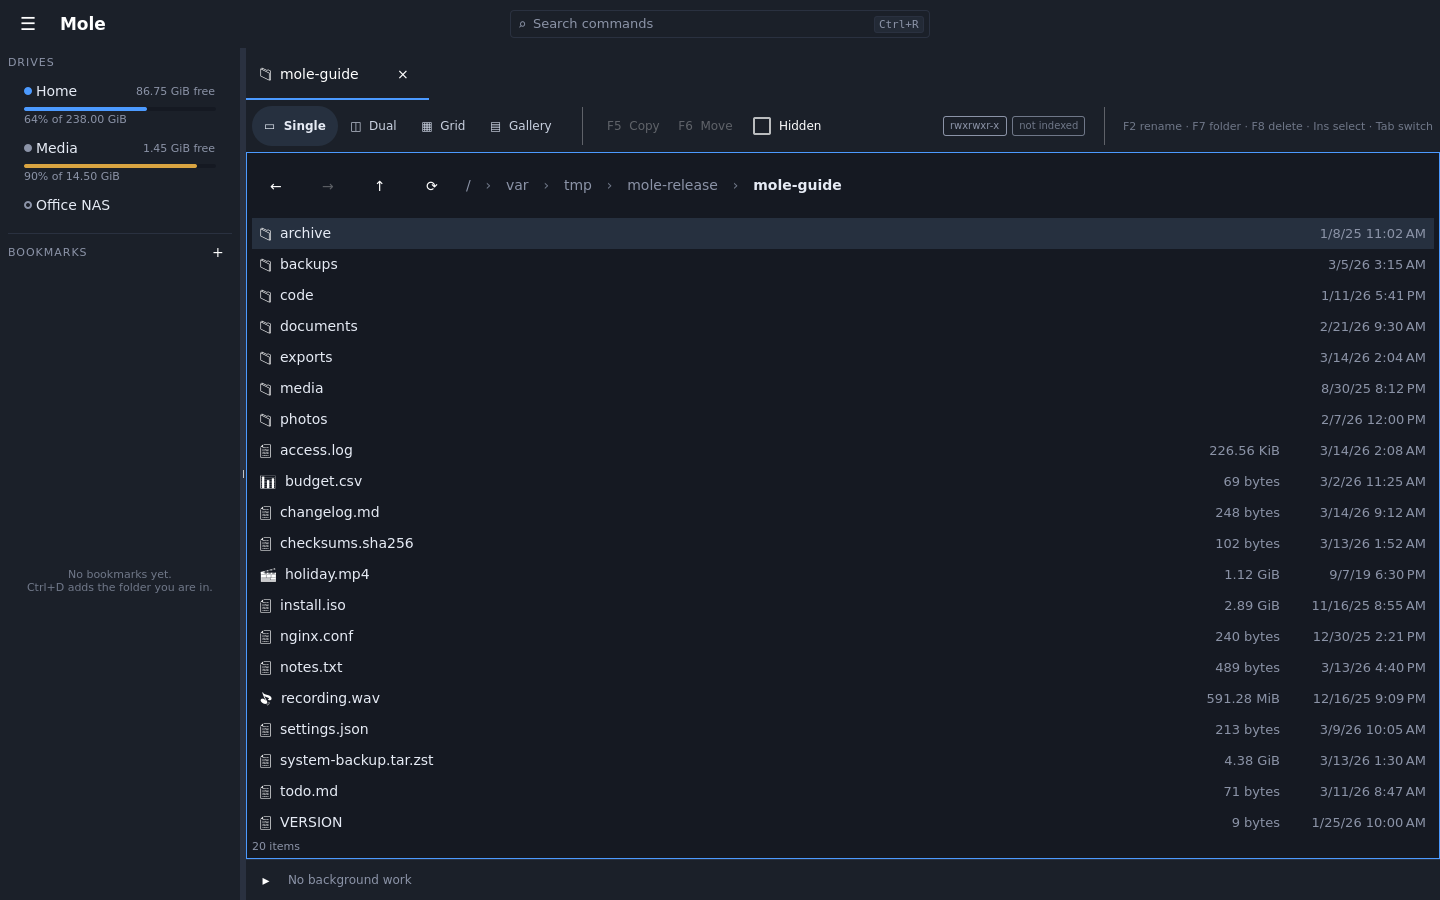 Mole
Search commands Ctrl+R
DRIVES
Home 86.75 GiB free
64% of 238.00 GiB
Media 1.45 GiB free
90% of 14.50 GiB
Office NAS
BOOKMARKS +
No bookmarks yet.
Ctrl+D adds the folder you are in.
mole-guide ×
Single Dual Grid Gallery F5 Copy F6 Move Hidden rwxrwxr-x not indexed F2 rename · F7 folder · F8 delete · Ins select · Tab switch
/ › var › tmp › mole-release › mole-guide
archive 1/8/25 11:02 AM
backups 3/5/26 3:15 AM
code 1/11/26 5:41 PM
documents 2/21/26 9:30 AM
exports 3/14/26 2:04 AM
media 8/30/25 8:12 PM
photos 2/7/26 12:00 PM
access.log 226.56 KiB 3/14/26 2:08 AM
budget.csv 69 bytes 3/2/26 11:25 AM
changelog.md 248 bytes 3/14/26 9:12 AM
checksums.sha256 102 bytes 3/13/26 1:52 AM
holiday.mp4 1.12 GiB 9/7/19 6:30 PM
install.iso 2.89 GiB 11/16/25 8:55 AM
nginx.conf 240 bytes 12/30/25 2:21 PM
notes.txt 489 bytes 3/13/26 4:40 PM
recording.wav 591.28 MiB 12/16/25 9:09 PM
settings.json 213 bytes 3/9/26 10:05 AM
system-backup.tar.zst 4.38 GiB 3/13/26 1:30 AM
todo.md 71 bytes 3/11/26 8:47 AM
VERSION 9 bytes 1/25/26 10:00 AM
20 items
No background work